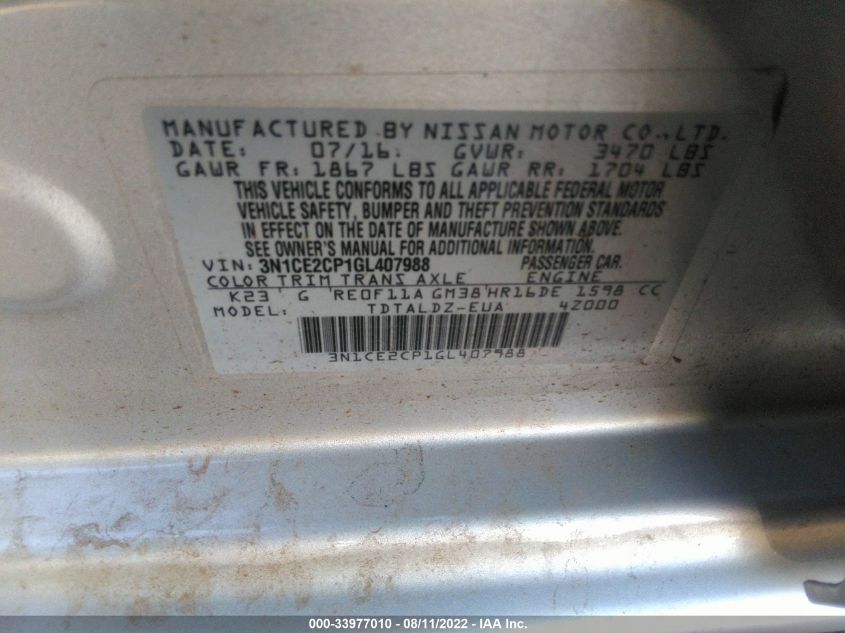 MANUFACTURED BY NISSAN MOTOR CO., LTD.
DATE: 07/16 GVWR: 3470 LBS
GAWR FR: 1867 LBS GAWR RR: 1704 LBS
THIS VEHICLE CONFORMS TO ALL APPLICABLE FEDERAL MOTOR
VEHICLE SAFETY, BUMPER AND THEFT PREVENTION STANDARDS
IN EFFECT ON THE DATE OF MANUFACTURE SHOWN ABOVE.
SEE OWNER'S MANUAL FOR ADDITIONAL INFORMATION.
VIN: 3N1CE2CP1GL407988 PASSENGER CAR.
COLOR TRIM TRANS AXLE ENGINE
K23 G RE0F11A GM38 HR16DE 1598 CC
MODEL: TDTALDZ-EUA 4Z000
3N1CE2CP1GL407988
000-33977010 - 08/11/2022 - IAA Inc.